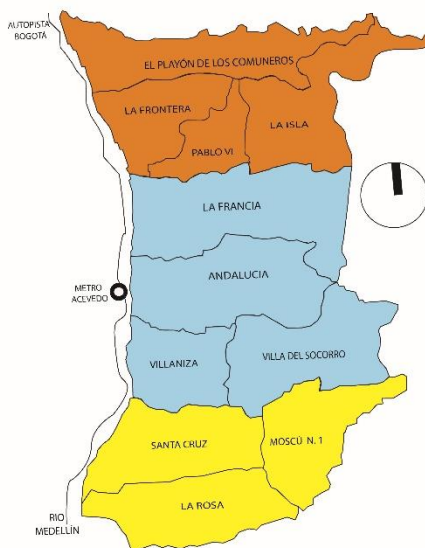 AUTOPISTA
BOGOTÁ
EL PLAYÓN DE LOS COMUNEROS
LA FRONTERA
LA ISLA
PABLO VI
LA FRANCIA
ANDALUCIA
METRO
ACEVEDO
VILLANIZA
VILLA DEL SOCORRO
SANTA CRUZ
MOSCÚ N. 1
LA ROSA
RIO
MEDELLÍN